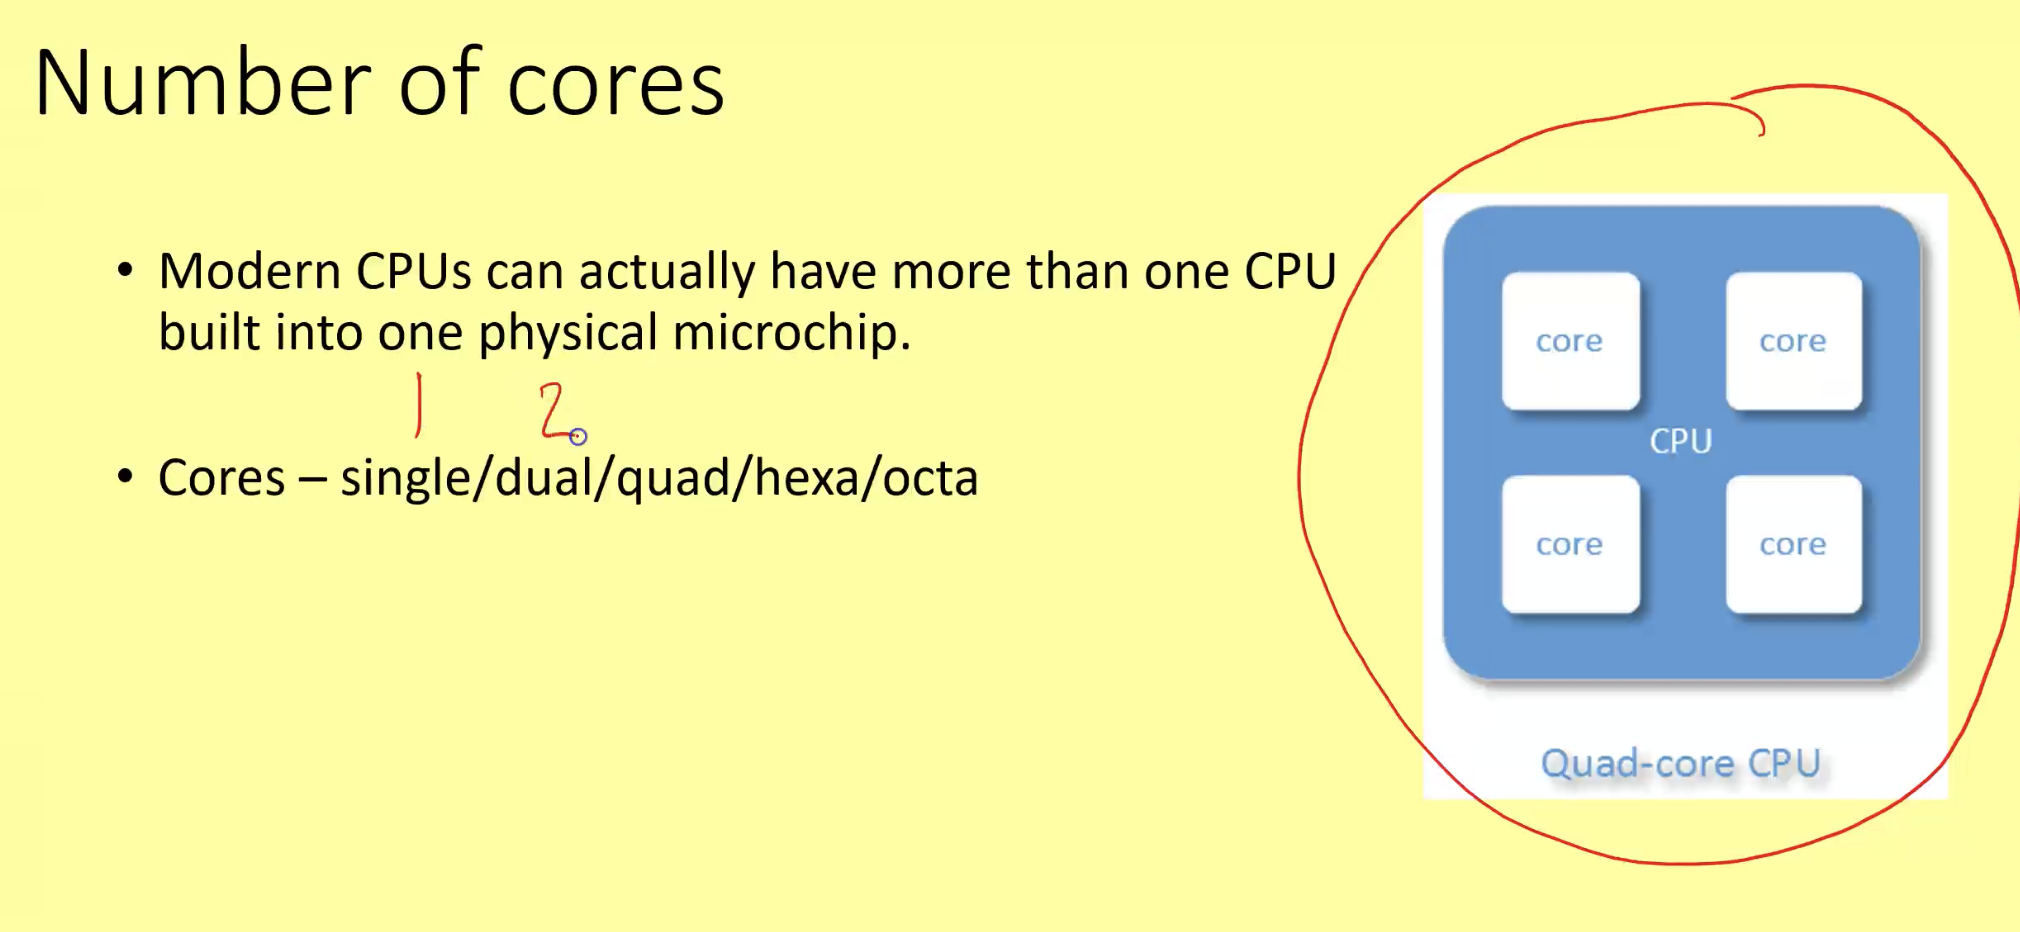 Number of cores
• Modern CPUs can actually have more than one CPU
built into one physical microchip.
1 2
• Cores – single/dual/quad/hexa/octa
core core
CPU
core core
Quad-core CPU